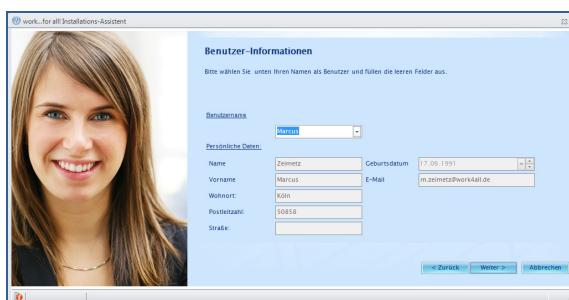 work...for all! Installations-Assistent
Benutzer-Informationen
Bitte wählen Sie unten Ihren Namen als Benutzer und füllen die leeren Felder aus.
Benutzername
Marcus
Persönliche Daten:
Name Zeimetz Geburtsdatum 17.06.1991
Vorname Marcus E-Mail m.zeimetz@work4all.de
Wohnort: Köln
Postleitzahl: 50858
Straße:
< Zurück Weiter > Abbrechen